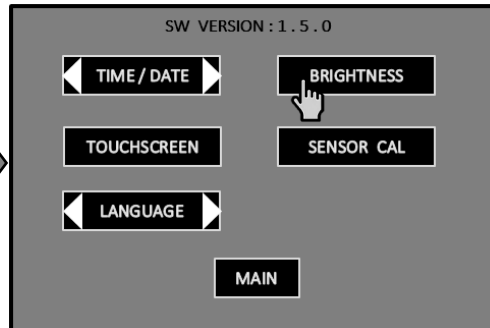 SW VERSION : 1 . 5 . 0
TIME / DATE
BRIGHTNESS
TOUCHSCREEN
SENSOR CAL
LANGUAGE
MAIN